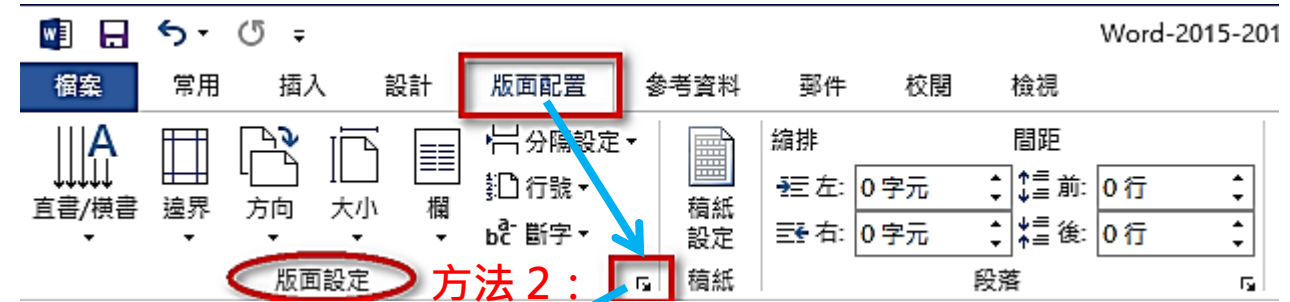 Word-2015-201
檔案 常用 插入 設計 版面配置 參考資料 郵件 校閱 檢視
分隔設定 縮排 間距
行號 左: 0 字元 前: 0 行
直書/橫書 邊界 方向 大小 欄 稿紙
斷字 設定 右: 0 字元 後: 0 行
版面設定 方法 2： 稿紙 段落